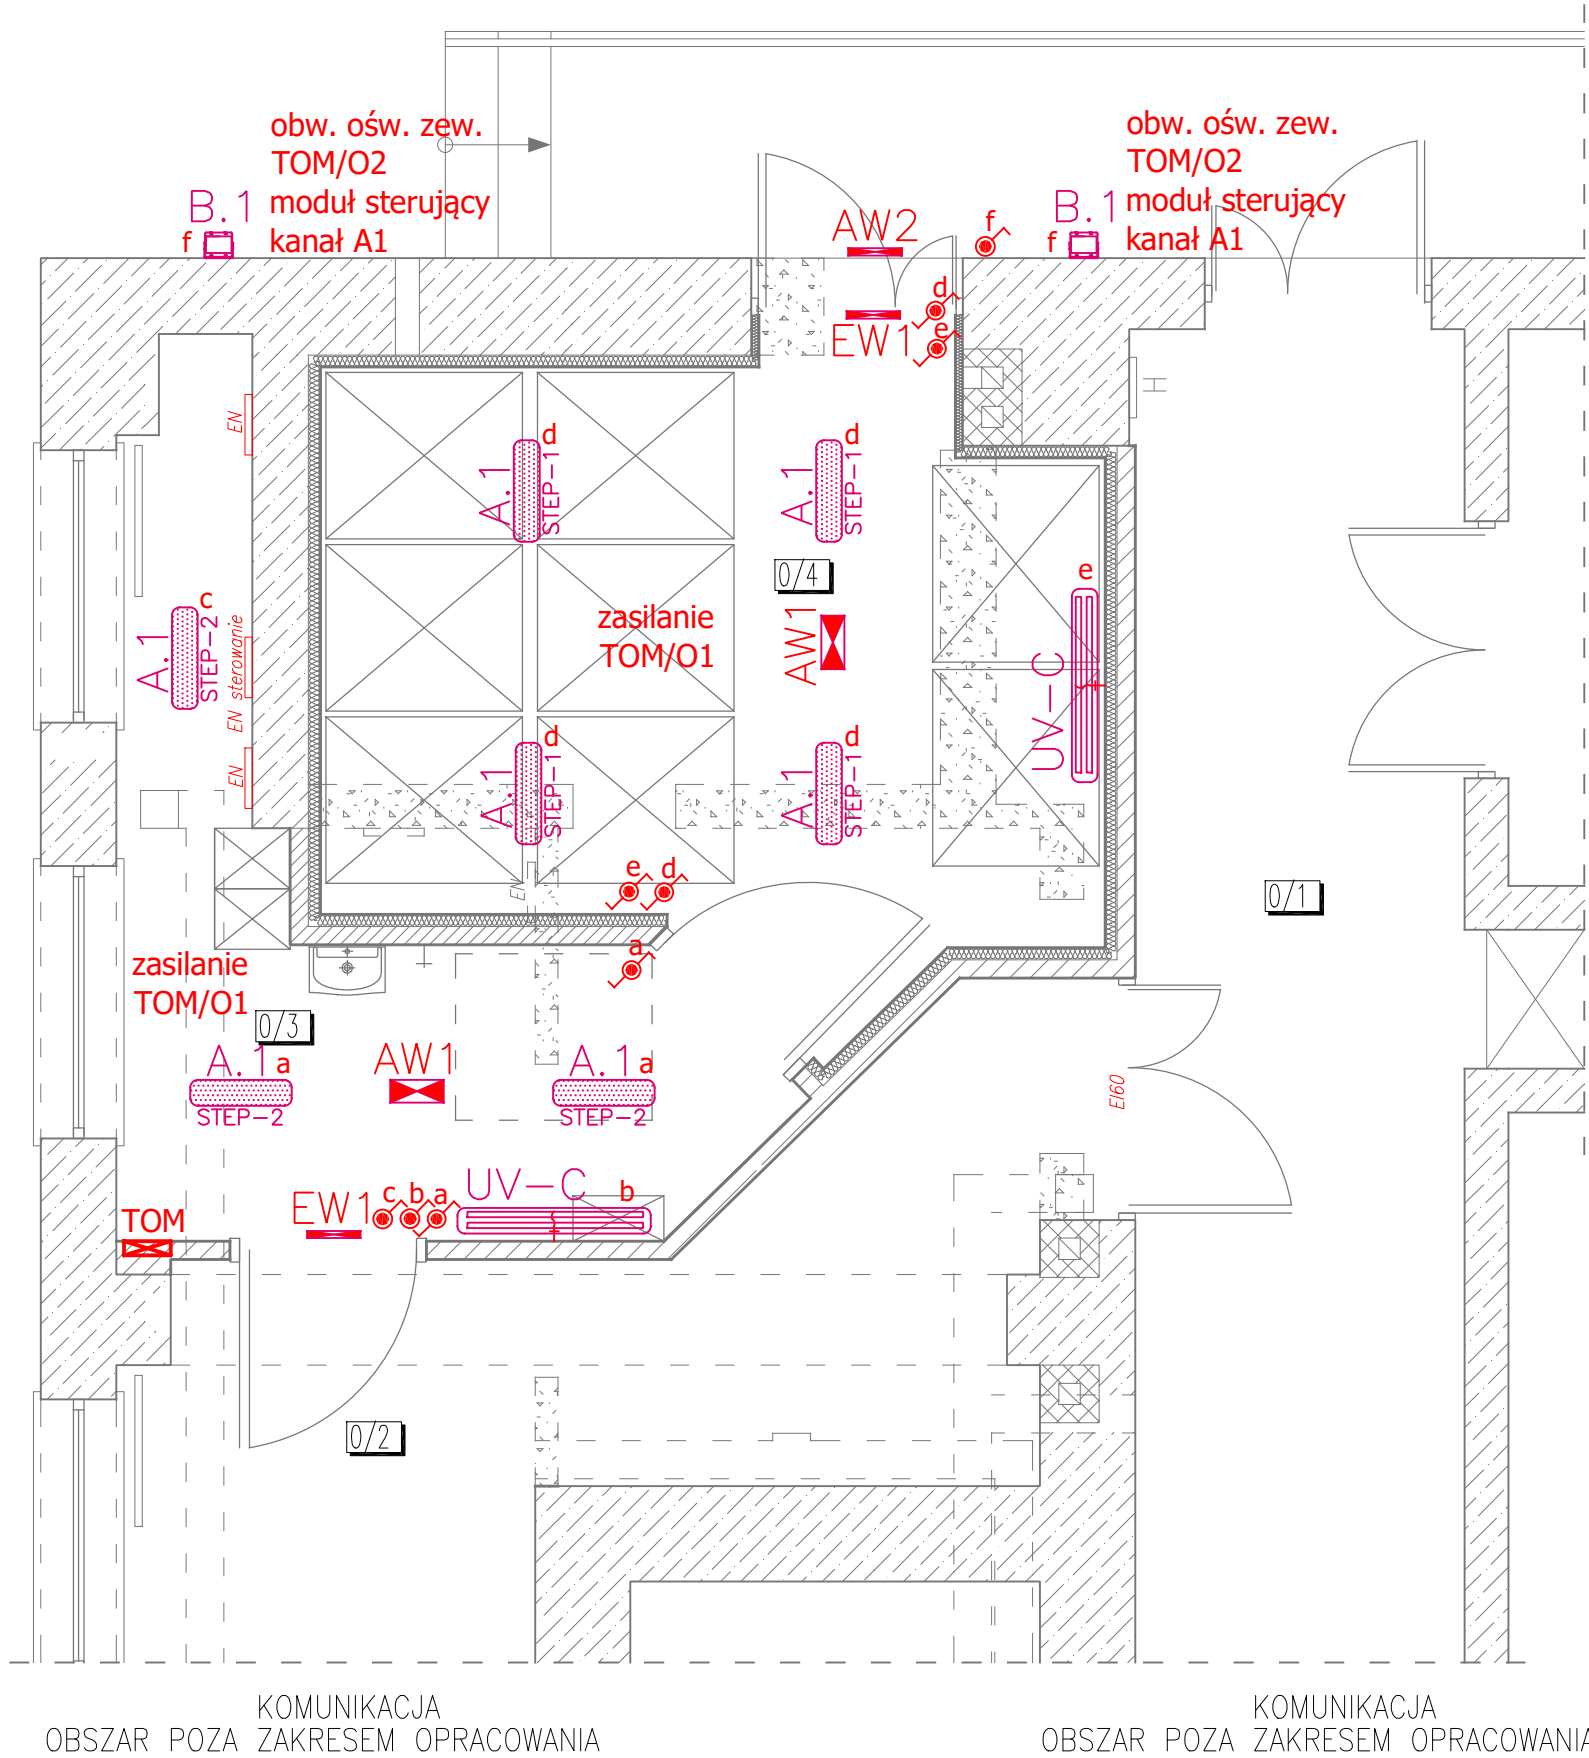 obw. ośw. zew.
TOM/O2
moduł sterujący
kanał A1
B.1
f
obw. ośw. zew.
TOM/O2
moduł sterujący
kanał A1
B.1
f
AW2
f
d
EW1
e
H
EN
A.1
STEP-1
d
A.1
STEP-1
d
0/4
e
zasilanie
TOM/O1
AW1
UV-C
c
A.1
STEP-2
EN sterowanie
EN
A.1
STEP-1
d
A.1
STEP-1
d
EN
e
d
0/1
a
zasilanie
TOM/O1
0/3
A.1
a
STEP-2
AW1
A.1
a
STEP-2
EI60
UV-C
b
TOM
EW1
c
b
a
0/2
KOMUNIKACJA
OBSZAR POZA ZAKRESEM OPRACOWANIA
KOMUNIKACJA
OBSZAR POZA ZAKRESEM OPRACOWANIA